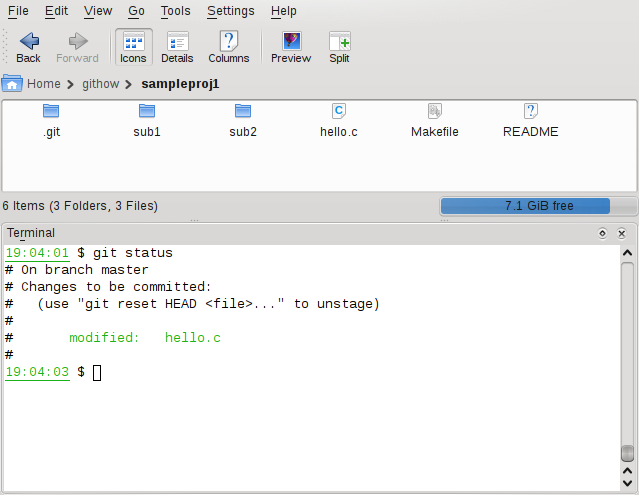 File Edit View Go Tools Settings Help
Back Forward Icons Details Columns Preview Split
Home > githow > sampleproj1
.git sub1 sub2 hello.c Makefile README
6 Items (3 Folders, 3 Files) 7.1 GiB free
Terminal
19:04:01 $ git status
# On branch master
# Changes to be committed:
#   (use "git reset HEAD <file>..." to unstage)
#
#       modified:   hello.c
#
19:04:03 $